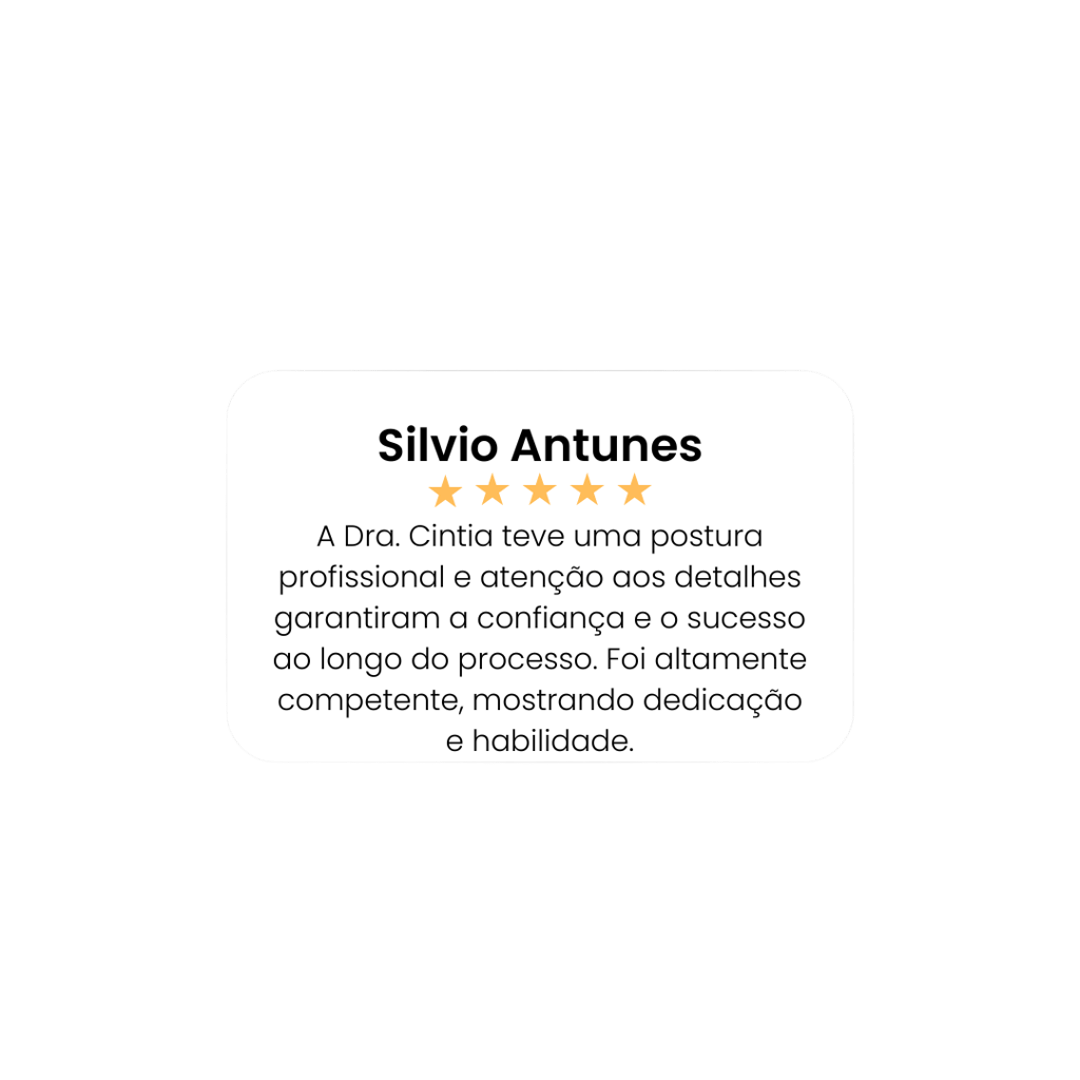 Silvio Antunes
A Dra. Cintia teve uma postura
profissional e atenção aos detalhes
garantiram a confiança e o sucesso
ao longo do processo. Foi altamente
competente, mostrando dedicação
e habilidade.